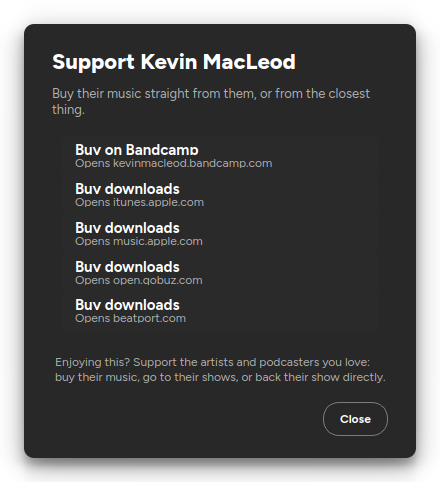 Support Kevin MacLeod
Buy their music straight from them, or from the closest
thing.
Buy on Bandcamp
Opens kevinmacleod.bandcamp.com
Buy downloads
Opens itunes.apple.com
Buy downloads
Opens music.apple.com
Buy downloads
Opens open.qobuz.com
Buy downloads
Opens beatport.com
Enjoying this? Support the artists and podcasters you love:
buy their music, go to their shows, or back their show directly.
Close